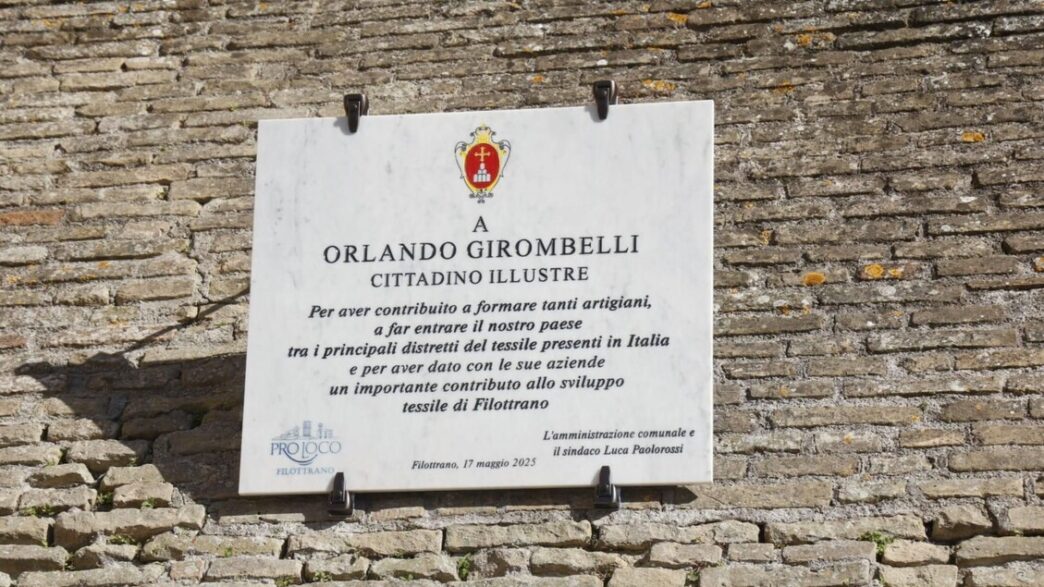 A
ORLANDO GIROMBELLI
CITTADINO ILLUSTRE
Per aver contribuito a formare tanti artigiani,
a far entrare il nostro paese
tra i principali distretti del tessile presenti in Italia
e per aver dato con le sue aziende
un importante contributo allo sviluppo
tessile di Filottrano
PRO LOCO
FILOTTRANO
Filottrano, 17 maggio 2025
L'amministrazione comunale e
il sindaco Luca Paolorossi